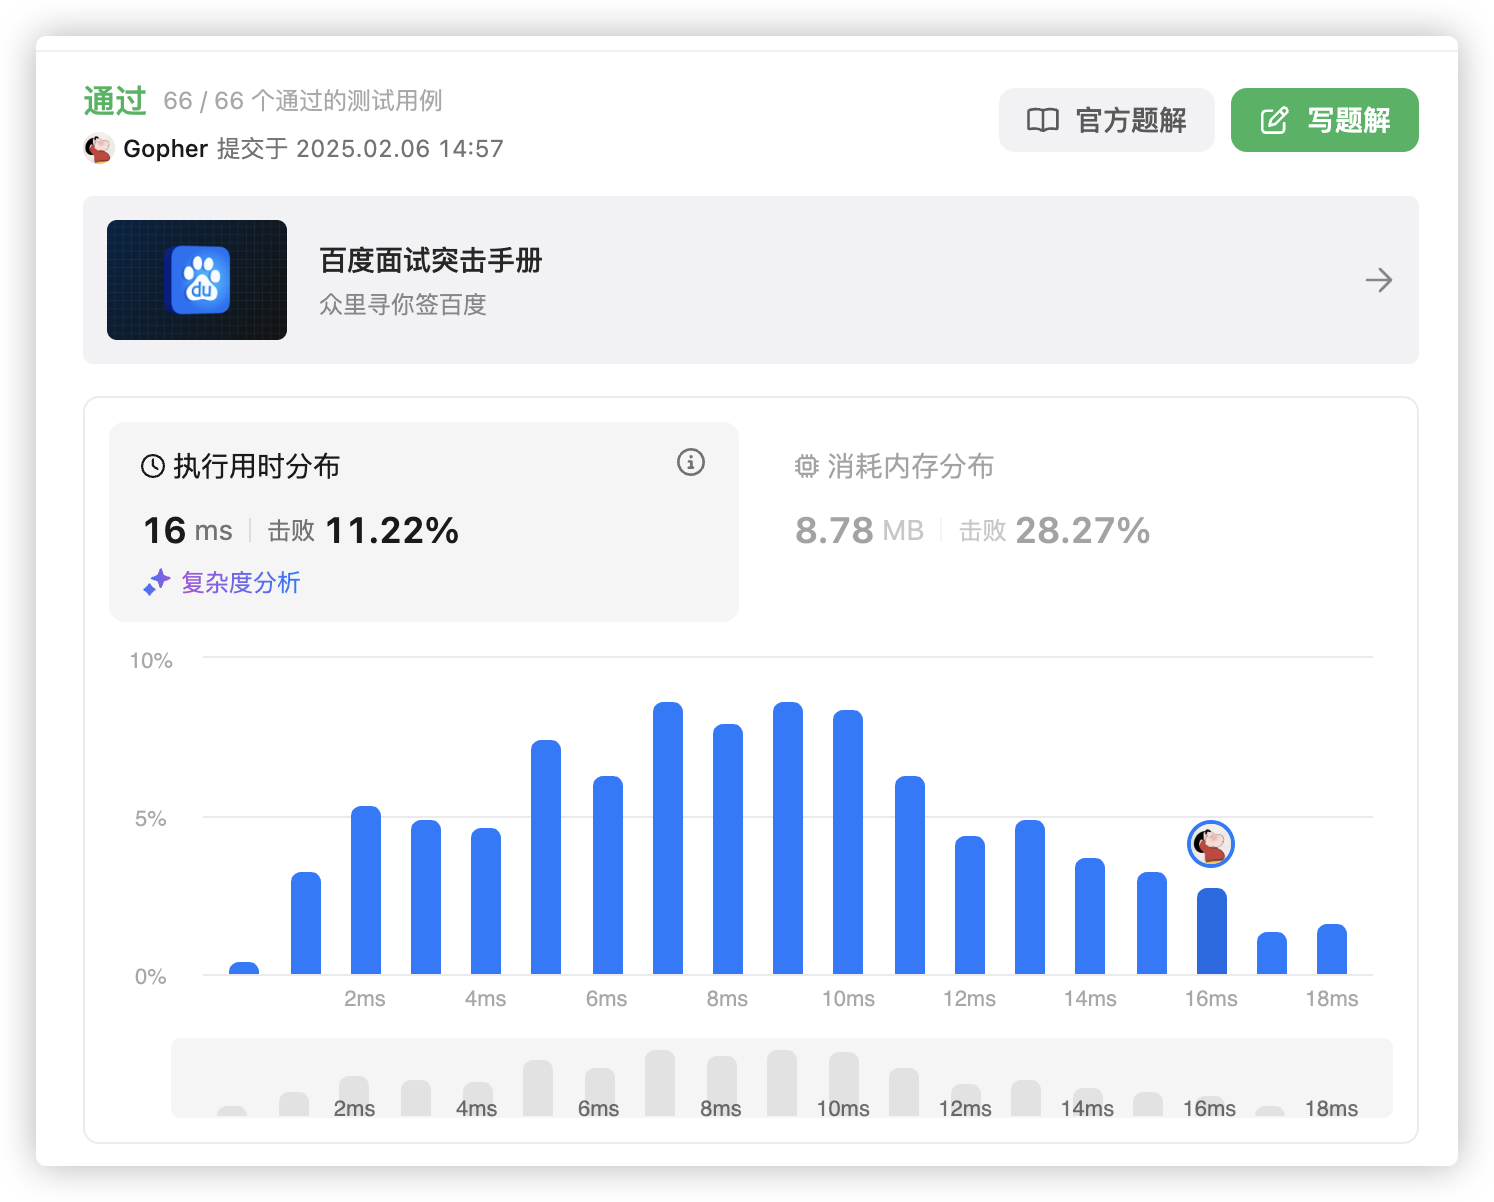 通过 66 / 66 个通过的测试用例
Gopher 提交于 2025.02.06 14:57
官方题解
写题解
du
百度面试突击手册
众里寻你签百度
执行用时分布
16 ms 击败 11.22%
复杂度分析
消耗内存分布
8.78 MB 击败 28.27%
10%
5%
0%
2ms 4ms 6ms 8ms 10ms 12ms 14ms 16ms 18ms
2ms 4ms 6ms 8ms 10ms 12ms 14ms 16ms 18ms